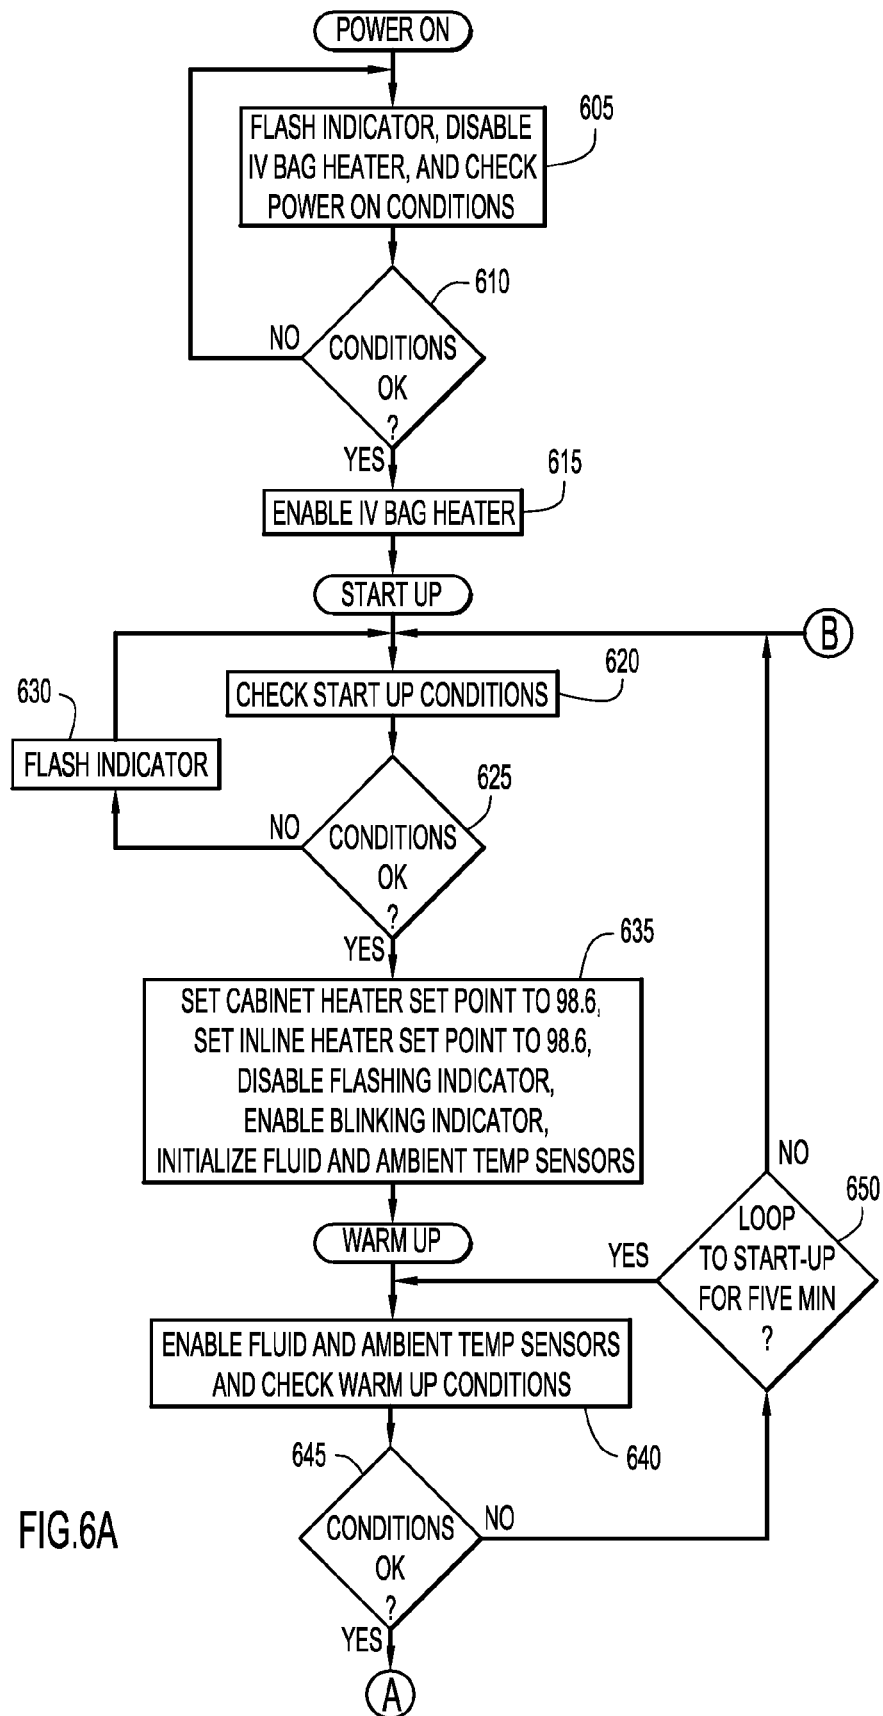 POWER ON
605
FLASH INDICATOR, DISABLE
IV BAG HEATER, AND CHECK
POWER ON CONDITIONS
610
NO
CONDITIONS
OK
?
YES
615
ENABLE IV BAG HEATER
START UP
B
620
630
CHECK START UP CONDITIONS
FLASH INDICATOR
625
NO
CONDITIONS
OK
?
YES
635
SET CABINET HEATER SET POINT TO 98.6,
SET INLINE HEATER SET POINT TO 98.6,
DISABLE FLASHING INDICATOR,
ENABLE BLINKING INDICATOR,
INITIALIZE FLUID AND AMBIENT TEMP SENSORS
NO
650
LOOP
TO START-UP
FOR FIVE MIN
?
YES
WARM UP
ENABLE FLUID AND AMBIENT TEMP SENSORS
AND CHECK WARM UP CONDITIONS
640
645
CONDITIONS
OK
?
NO
YES
A
FIG.6A